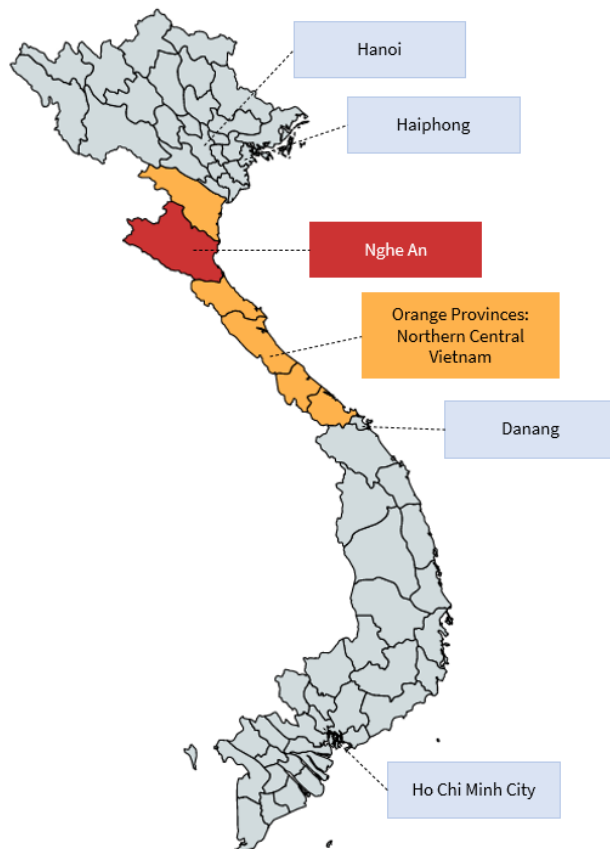 Hanoi
Haiphong
Nghe An
Orange Provinces:
Northern Central
Vietnam
Danang
Ho Chi Minh City